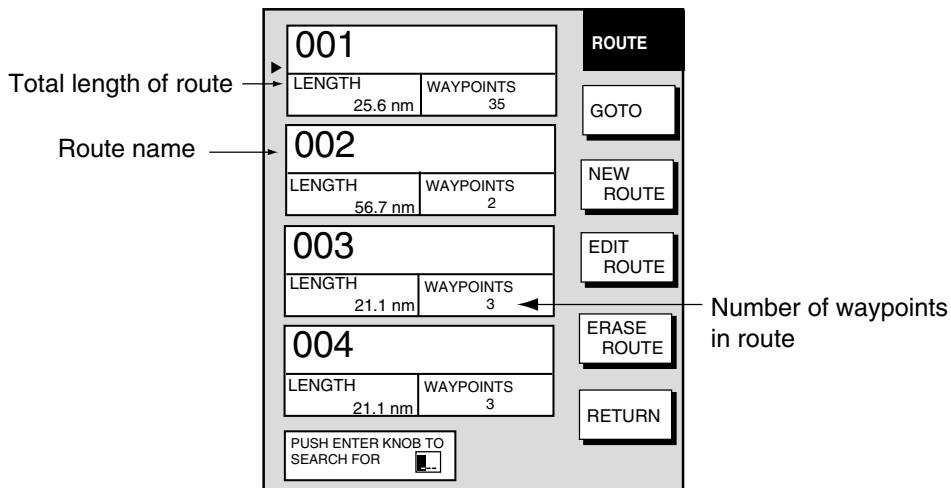 Total length of route
Route name
001
LENGTH
25.6 nm
WAYPOINTS
35
002
LENGTH
56.7 nm
WAYPOINTS
2
003
LENGTH
21.1 nm
WAYPOINTS
3
004
LENGTH
21.1 nm
WAYPOINTS
3
PUSH ENTER KNOB TO
SEARCH FOR _ _ _
ROUTE
GOTO
NEW
ROUTE
EDIT
ROUTE
ERASE
ROUTE
RETURN
Number of waypoints
in route